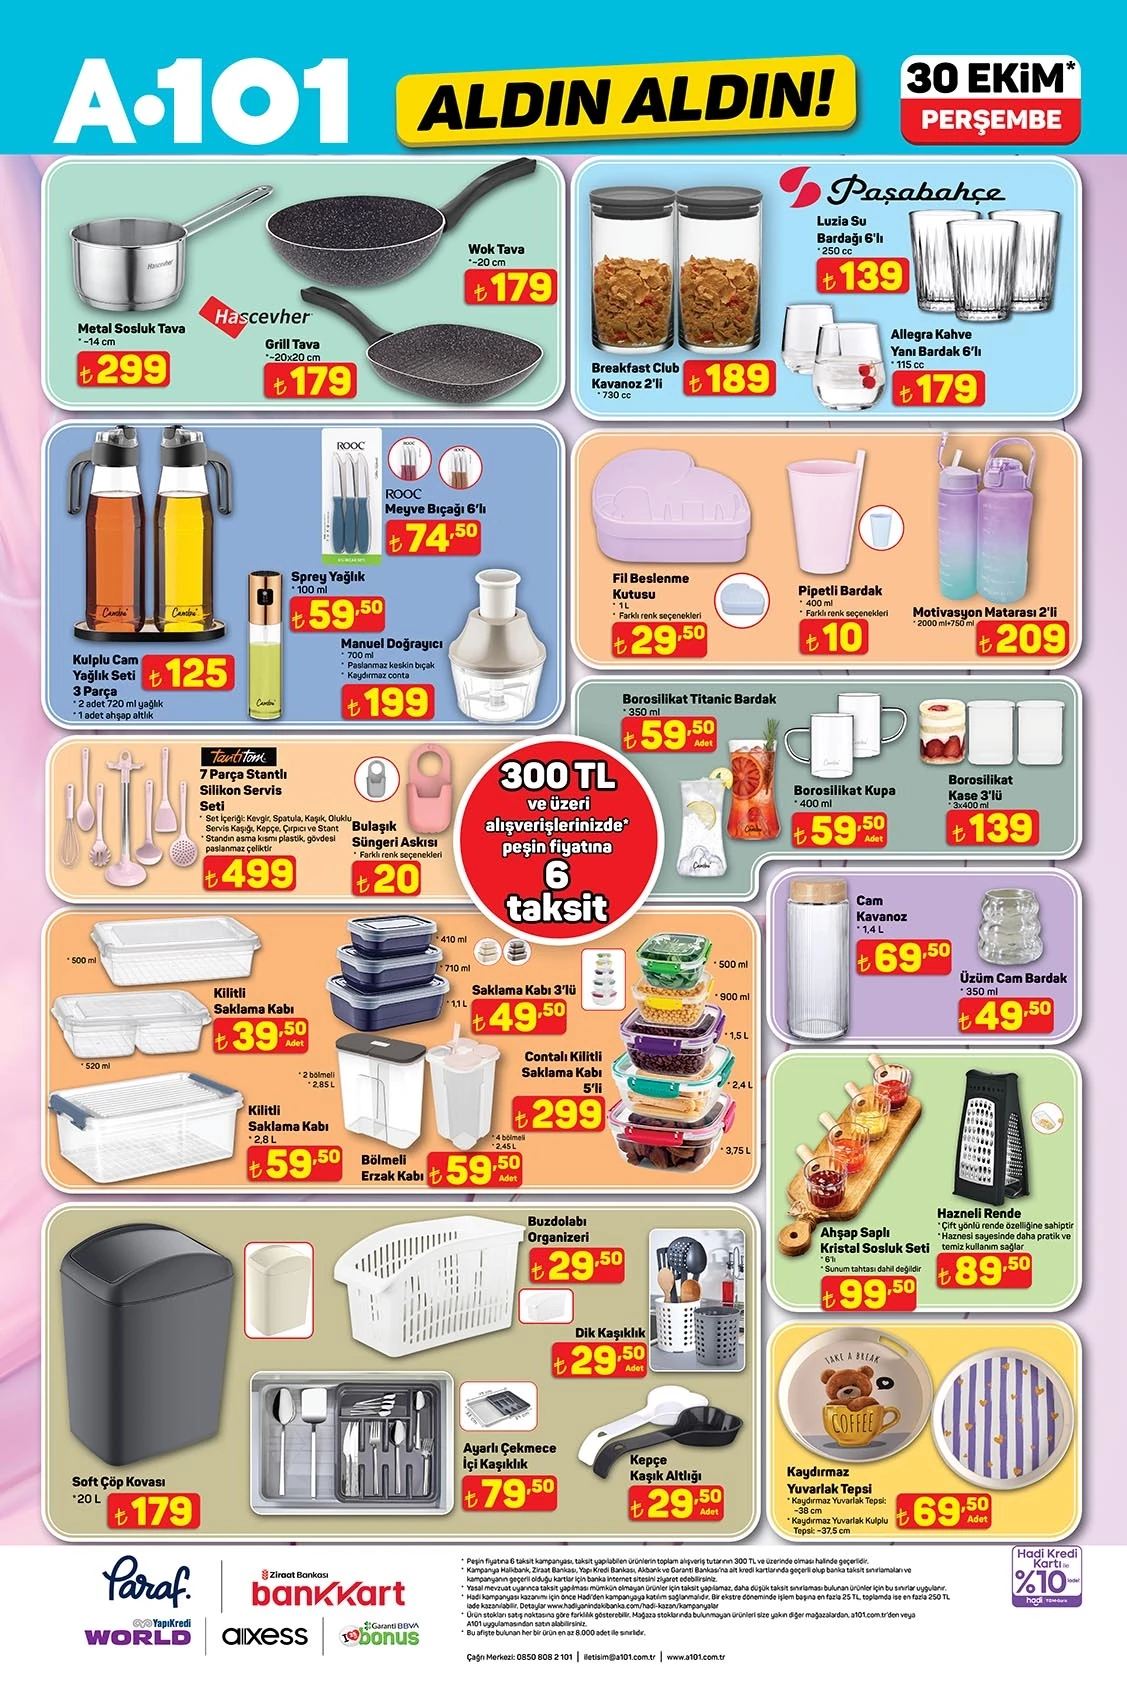 A101
ALDIN ALDIN!
30 EKİM*
PERŞEMBE
Hascevher
Metal Sosluk Tava
* ~14 cm
₺299
Hascevher
Wok Tava
* ~20 cm
₺179
Grill Tava
* ~20x20 cm
₺179
Paşabahçe
Luzia Su
Bardağı 6'lı
* 250 cc
₺139
Breakfast Club
Kavanoz 2'li
* 730 cc
₺189
Allegra Kahve
Yanı Bardak 6'lı
* 115 cc
₺179
ROOC
ROOC
Meyve Bıçağı 6'lı
₺74,50
Sprey Yağlık
* 100 ml
₺59,50
Kulplu Cam
Yağlık Seti
3 Parça
* 2 adet 720 ml yağlık
* 1 adet ahşap altlık
₺125
Manuel Doğrayıcı
* 700 ml
* Paslanmaz keskin bıçak
* Kaydırmaz conta
₺199
Fil Beslenme
Kutusu
* 1 L
* Farklı renk seçenekleri
₺29,50
Pipetli Bardak
* 400 ml
* Farklı renk seçenekleri
₺10
Motivasyon Matarası 2'li
* 2000 ml+750 ml
₺209
Borosilikat Titanic Bardak
* 350 ml
₺59,50
Adet
Borosilikat Kupa
* 400 ml
₺59,50
Borosilikat
Kase 3'lü
* 3x400 ml
₺139
TantiTom
7 Parça Stantlı
Silikon Servis
Seti
* Set İçeriği: Kevgir, Spatula, Kaşık, Oluklu
Servis Kaşığı, Kepçe, Çırpıcı ve Stant
* Standın asma kısmı plastik, gövdesi
paslanmaz çeliktir
₺499
Bulaşık
Süngeri Askısı
* Farklı renk seçenekleri
₺20
300 TL
ve üzeri
alışverişlerinizde*
peşin fiyatına
6
taksit
Cam
Kavanoz
* 1,4 L
₺69,50
Üzüm Cam Bardak
* 350 ml
₺49,50
* 500 ml
Kilitli
Saklama Kabı
₺39,50
Adet
* 520 ml
Kilitli
Saklama Kabı
* 2,8 L
₺59,50
* 410 ml
* 710 ml
* 1,1 L
Saklama Kabı 3'lü
₺49,50
* 2 bölmeli
* 2,85 L
* 4 bölmeli
* 2,45 L
Bölmeli
Erzak Kabı
₺59,50
Adet
Contalı Kilitli
Saklama Kabı
5'li
₺299
* 500 ml
* 900 ml
* 1,5 L
* 2,4 L
* 3,75 L
Ahşap Saplı
Kristal Sosluk Seti
* 6'lı
* Sunum tahtası dahil değildir
₺99,50
Hazneli Rende
* Çift yönlü rende özelliğine sahiptir
* Haznesi sayesinde daha pratik ve
temiz kullanım sağlar
₺89,50
Soft Çöp Kovası
* 20 L
₺179
Buzdolabı
Organizeri
₺29,50
Dik Kaşıklık
₺29,50
Adet
Ayarlı Çekmece
İçi Kaşıklık
₺79,50
Kepçe
Kaşık Altlığı
₺29,50
Adet
TAKE A BREAK
COFFEE
Kaydırmaz
Yuvarlak Tepsi
* Kaydırmaz Yuvarlak Tepsi:
~38 cm
* Kaydırmaz Yuvarlak Kulplu
Tepsi: ~37,5 cm
₺69,50
Adet
Paraf.
Ziraat Bankası
bankkart
YapıKredi
WORLD
axess
Garanti BBVA
bonus
* Peşin fiyatına 6 taksit kampanyası, taksit yapılabilen ürünlerin toplam alışveriş tutarının 300 TL ve üzerinde olması halinde geçerlidir.
* Kampanya Halkbank, Ziraat Bankası, Yapı Kredi Bankası, Akbank ve Garanti Bankası'na ait kredi kartlarında geçerli olup banka taksit sınırlamaları ve
kampanyanın geçerli olduğu kartlar için banka internet sitesini ziyaret edebilirsiniz.
* Yasal mevzuat uyarınca taksit yapılması mümkün olmayan ürünler için taksit yapılamaz, daha düşük taksit sınırlaması bulunan ürünler için bu sınırlar uygulanır.
* Hadi kampanyası kazanımı için önce Hadi'den kampanyaya katılım sağlanmalıdır. Bir ekstre döneminde işlem başına en fazla 25 TL, toplamda ise en fazla 250 TL
iade kazanılabilir. Detaylar www.hadiyanindakibanka.com/hadi-kazan/kampanyalar
* Ürün stokları satış noktasına göre farklılık gösterebilir. Mağaza stoklarında bulunmayan ürünleri size yakın diğer mağazalardan, a101.com.tr'den veya
A101 uygulamasından satın alabilirsiniz.
* Bu afişte bulunan her bir ürün en az 8.000 adet ile sınırlıdır.
Çağrı Merkezi: 0850 808 2 101 | iletisim@a101.com.tr | www.a101.com.tr
Hadi Kredi
Kartı ile
%10 iade!
hadi